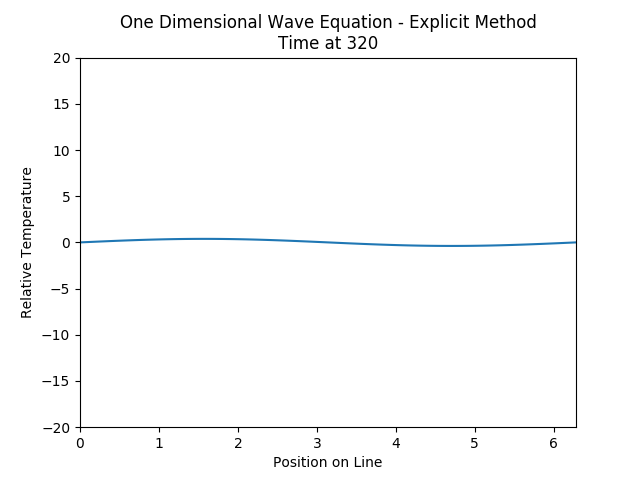 One Dimensional Wave Equation - Explicit Method
Time at 320
20
15
10
5
0
−5
−10
−15
−20
Relative Temperature
0 1 2 3 4 5 6
Position on Line